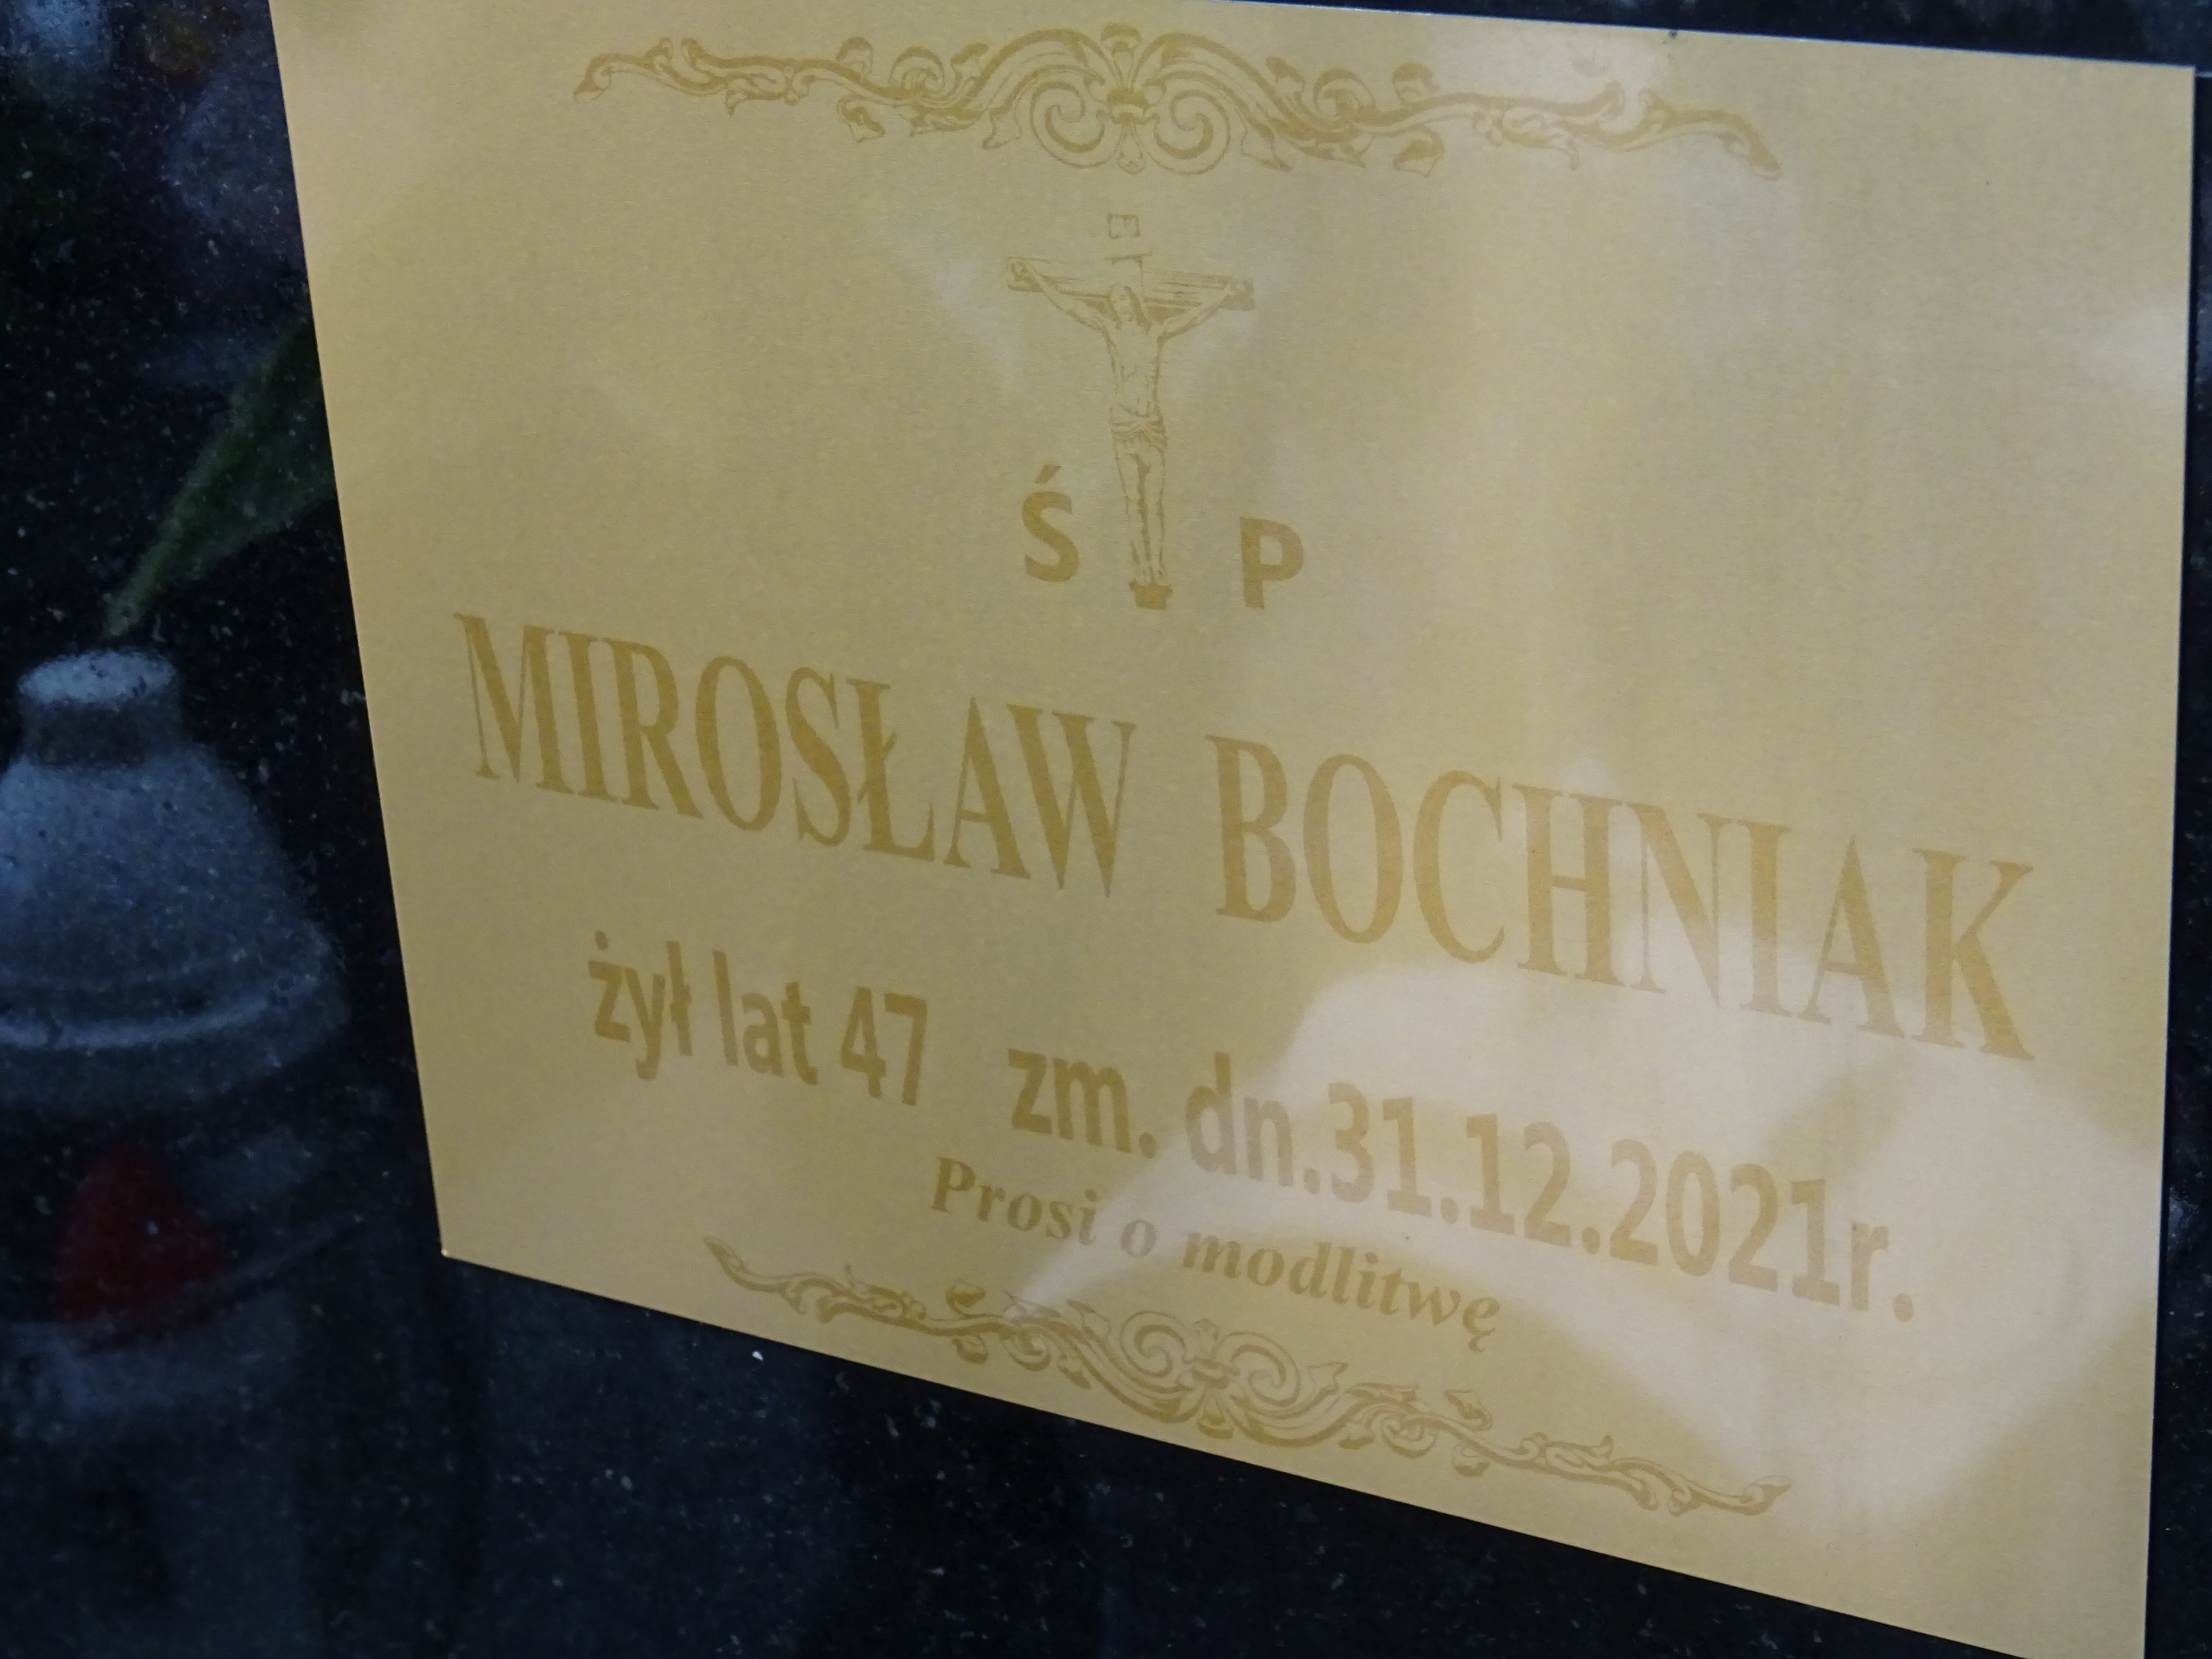 Ś P
MIROSŁAW BOCHNIAK
żył lat 47 zm. dn.31.12.2021r.
Prosi o modlitwę